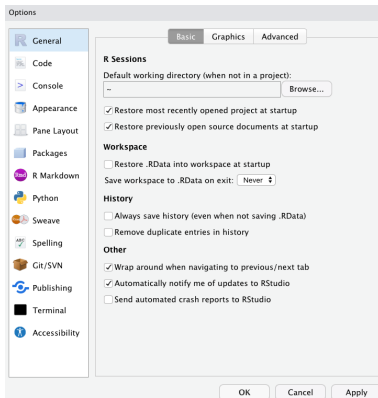 Options
General
Code
Console
Appearance
Pane Layout
Packages
R Markdown
Python
Sweave
Spelling
Git/SVN
Publishing
Terminal
Accessibility
Basic Graphics Advanced
R Sessions
Default working directory (when not in a project):
~ Browse...
Restore most recently opened project at startup
Restore previously open source documents at startup
Workspace
Restore .RData into workspace at startup
Save workspace to .RData on exit: Never
History
Always save history (even when not saving .RData)
Remove duplicate entries in history
Other
Wrap around when navigating to previous/next tab
Automatically notify me of updates to RStudio
Send automated crash reports to RStudio
OK Cancel Apply